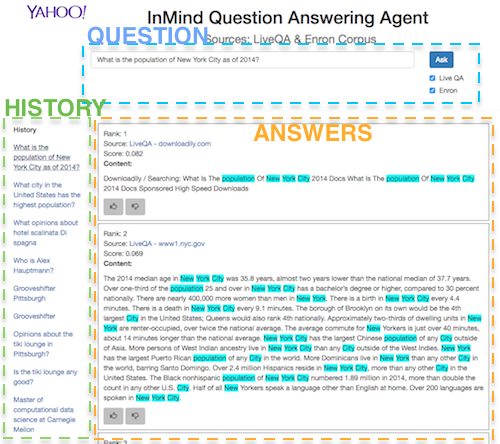 YAHOO!
InMind Question Answering Agent
QUESTION
Sources: LiveQA & Enron Corpus
What is the population of New York City as of 2014?
Ask
Live QA
Enron
HISTORY
ANSWERS
History
What is the
population of New
York City as of 2014?
What city in the
United States has the
highest population?
What opinions about
hotel scalinata Di
spagna
Who is Alex
Hauptmann?
Grooveshifter
Pittsburgh
Grooveshifter
Opinions about the
tiki lounge in
Pittsburgh?
Is the tiki lounge any
good?
Master of
computational data
science at Carnegie
Mellon
Rank: 1
Source: LiveQA - downloadily.com
Score: 0.082
Content:
Downloadily / Searching: What Is The population Of New York City 2014 Docs What Is The population Of New York City
2014 Docs Sponsored High Speed Downloads
Rank: 2
Source: LiveQA - www1.nyc.gov
Score: 0.069
Content:
The 2014 median age in New York City was 35.8 years, almost two years lower than the national median of 37.7 years.
Over one-third of the population 25 and over in New York City has a bachelor's degree or higher, compared to 30 percent
nationally. There are nearly 400,000 more women than men in New York. There is a birth in New York City every 4.4
minutes. There is a death in New York City every 9.1 minutes. The borough of Brooklyn on its own would be the 4th
largest City in the United States; Queens would also rank 4th nationally. Approximately two-thirds of dwelling units in New
York are renter-occupied, over twice the national average. The average commute for New Yorkers is just over 40 minutes,
about 14 minutes longer than the national average. New York City has the largest Chinese population of any City outside
of Asia. More persons of West Indian ancestry live in New York City than any City outside of the West Indies. New York
has the largest Puerto Rican population of any City in the world. More Dominicans live in New York than any other City in
the world, barring Santo Domingo. Over 2.4 million Hispanics reside in New York City, more than any other City in the
United States. The Black nonhispanic population of New York City numbered 1.89 million in 2014, more than double the
count in any other U.S. City. Half of all New Yorkers speak a language other than English at home. Over 200 languages are
spoken in New York City.